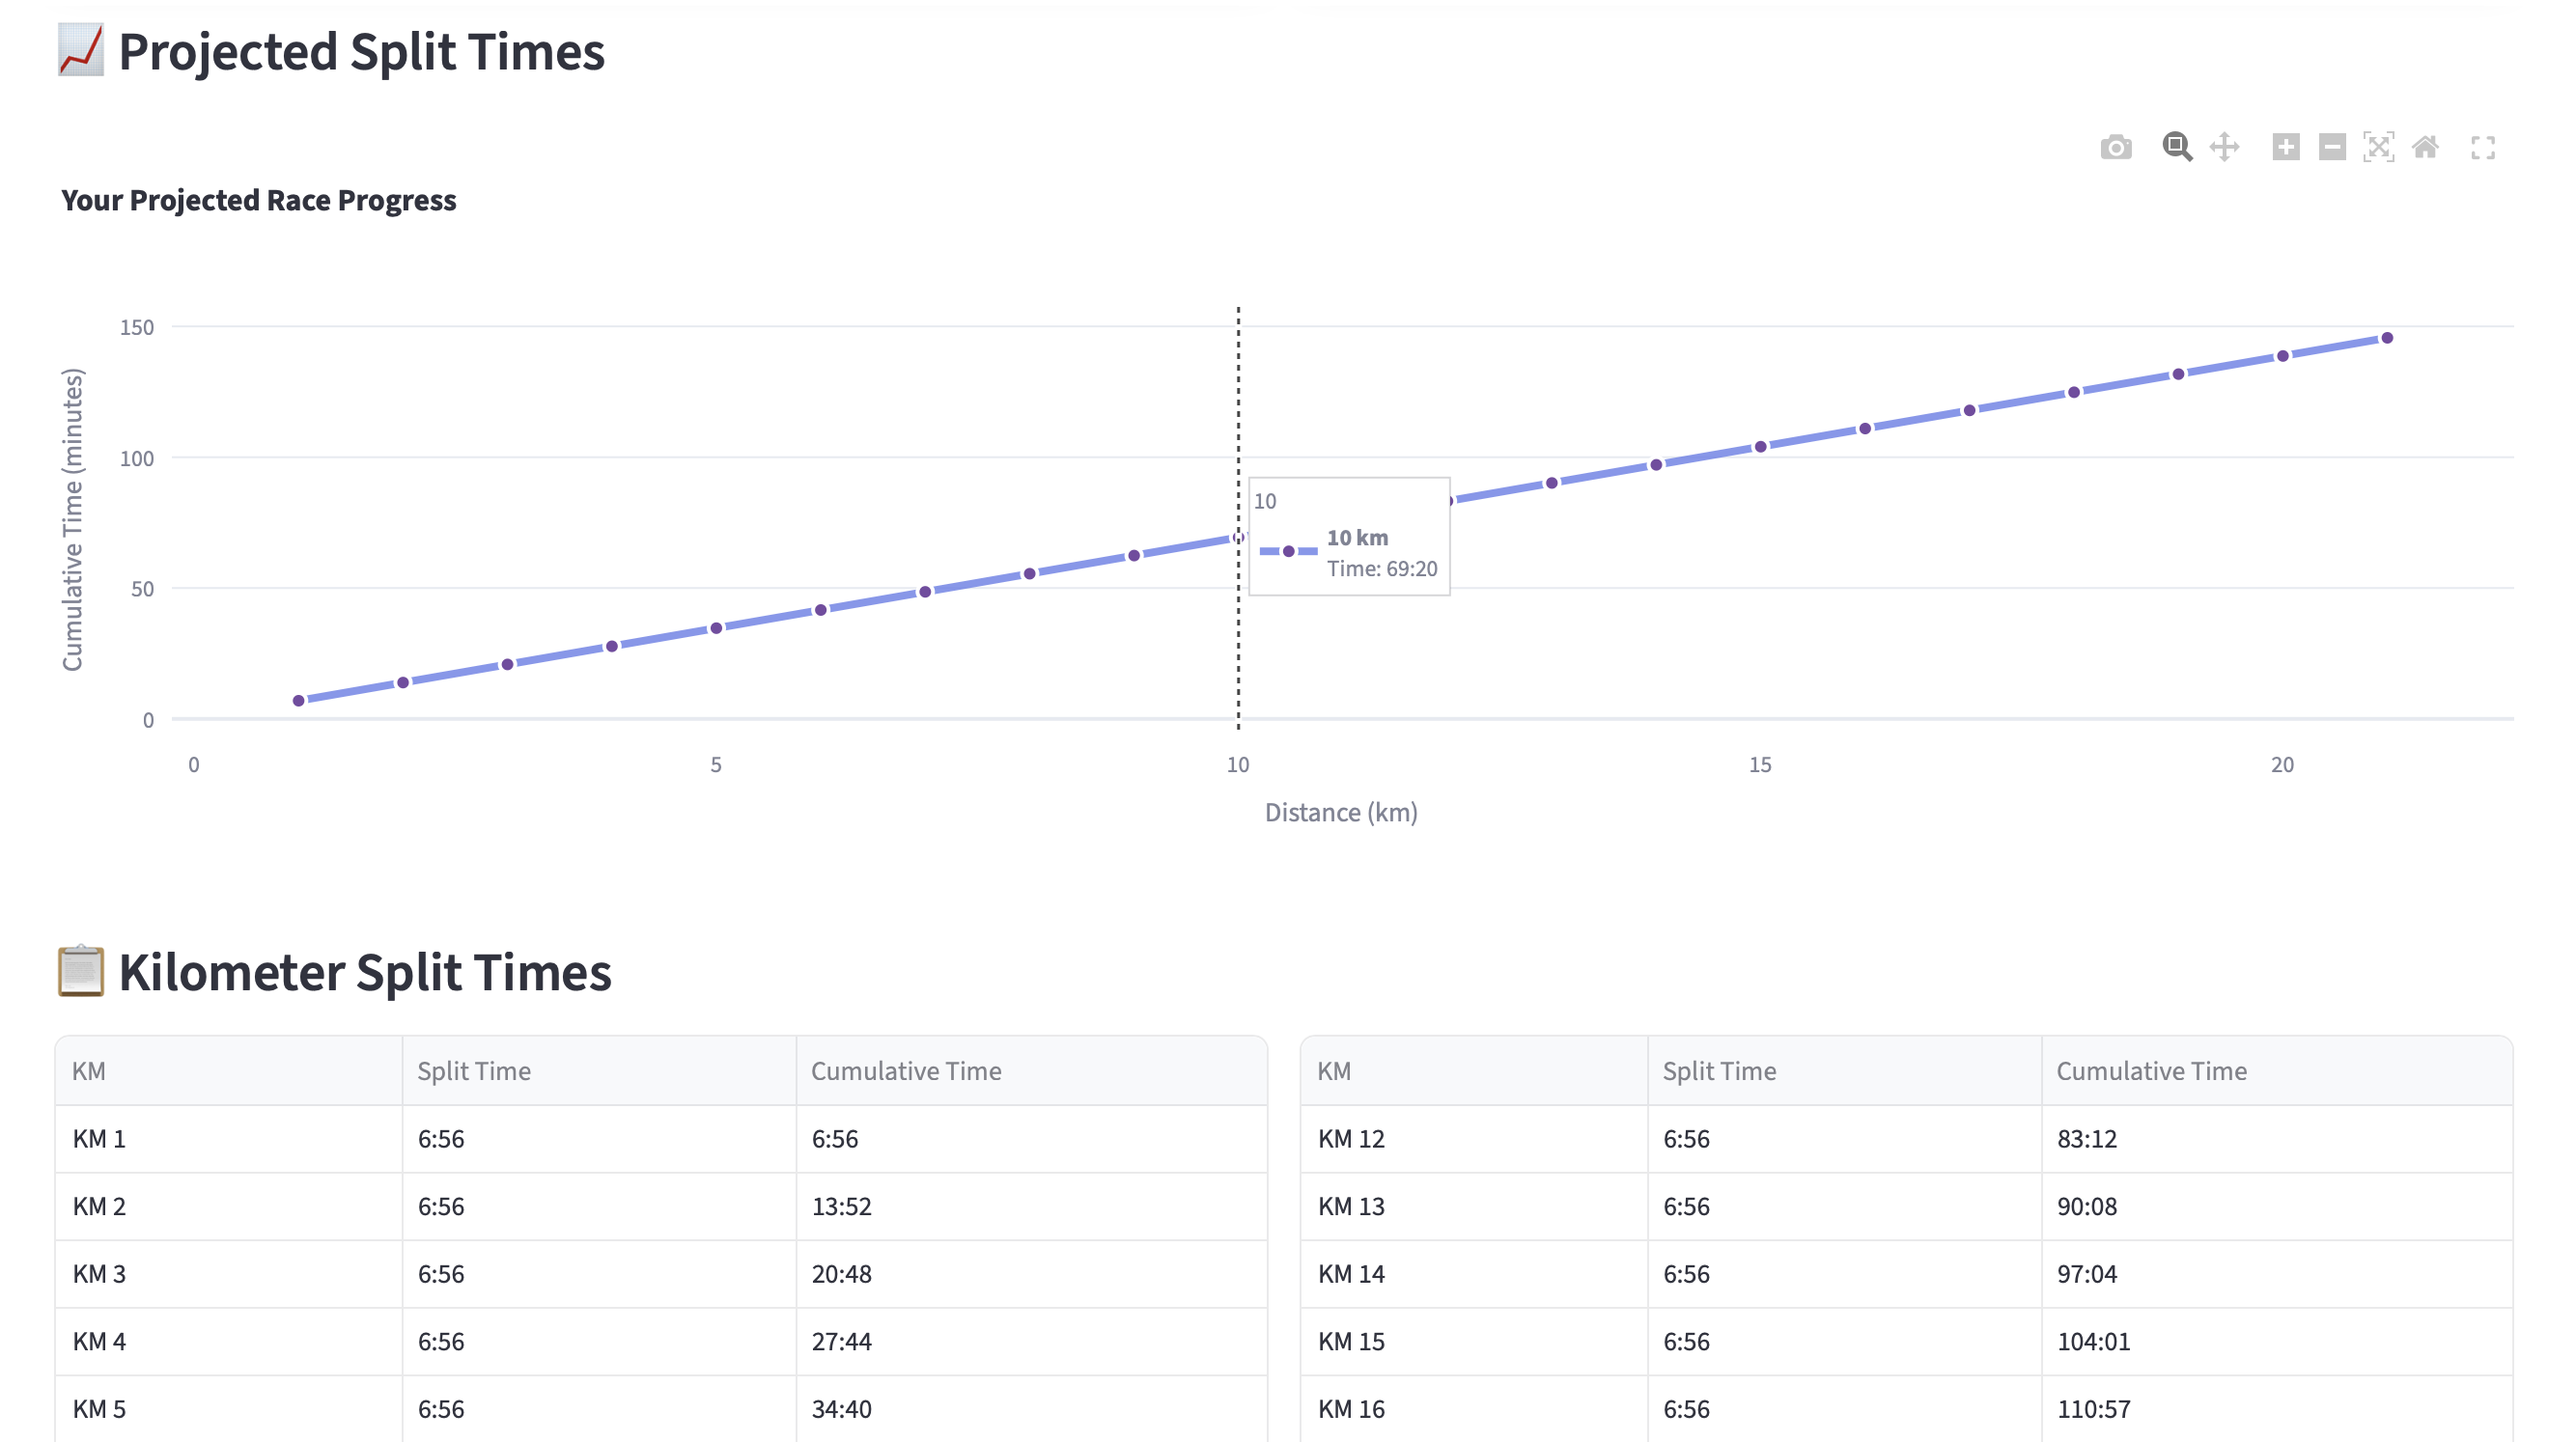 Projected Split Times
Your Projected Race Progress
Cumulative Time (minutes)
150
100
50
0
10
10 km
Time: 69:20
0 5 10 15 20
Distance (km)
Kilometer Split Times
KM Split Time Cumulative Time
KM 1 6:56 6:56
KM 2 6:56 13:52
KM 3 6:56 20:48
KM 4 6:56 27:44
KM 5 6:56 34:40
KM Split Time Cumulative Time
KM 12 6:56 83:12
KM 13 6:56 90:08
KM 14 6:56 97:04
KM 15 6:56 104:01
KM 16 6:56 110:57